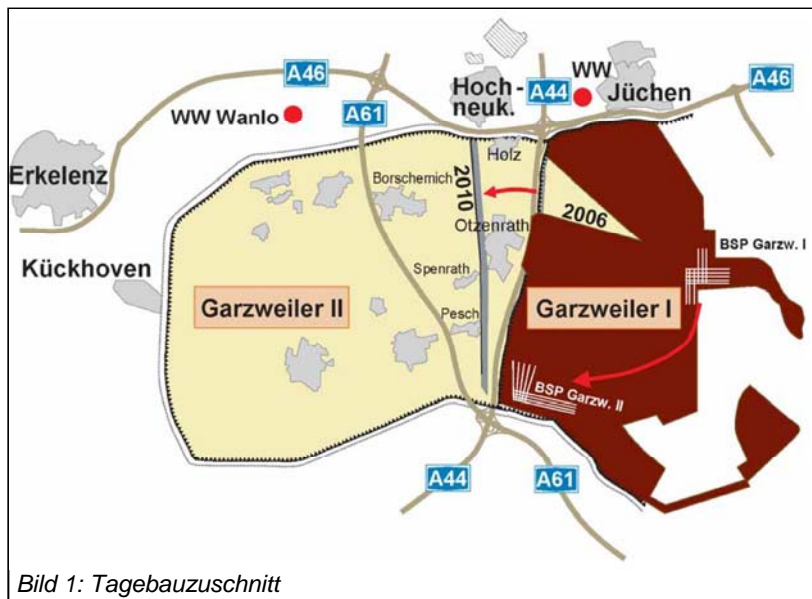 A46
WW Wanlo
A61
Hoch-
neuk.
A44
WW
Jüchen
A46
Erkelenz
Holz
Borschemich
2010
Otzenrath
2006
BSP Garzw. I
Kückhoven
Spenrath
Garzweiler II
Garzweiler I
Pesch
BSP Garzw. II
A44
A61
Bild 1: Tagebauzuschnitt